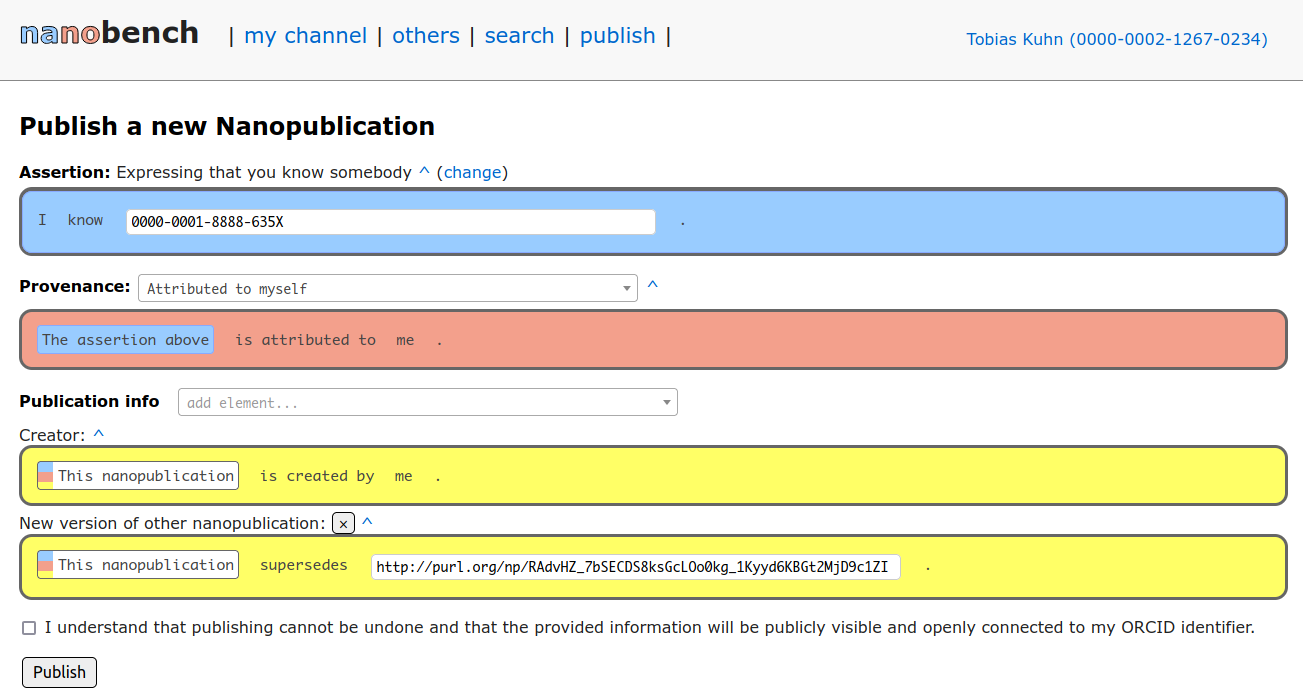 nanobench | my channel | others | search | publish | Tobias Kuhn (0000-0002-1267-0234)
Publish a new Nanopublication
Assertion: Expressing that you know somebody ^ (change)
I know 0000-0001-8888-635X .
Provenance: Attributed to myself ^
The assertion above is attributed to me .
Publication info add element...
Creator: ^
This nanopublication is created by me .
New version of other nanopublication: x ^
This nanopublication supersedes http://purl.org/np/RAdvHZ_7bSECDS8ksGcLOo0kg_1Kyyd6KBGt2MjD9c1ZI .
I understand that publishing cannot be undone and that the provided information will be publicly visible and openly connected to my ORCID identifier.
Publish